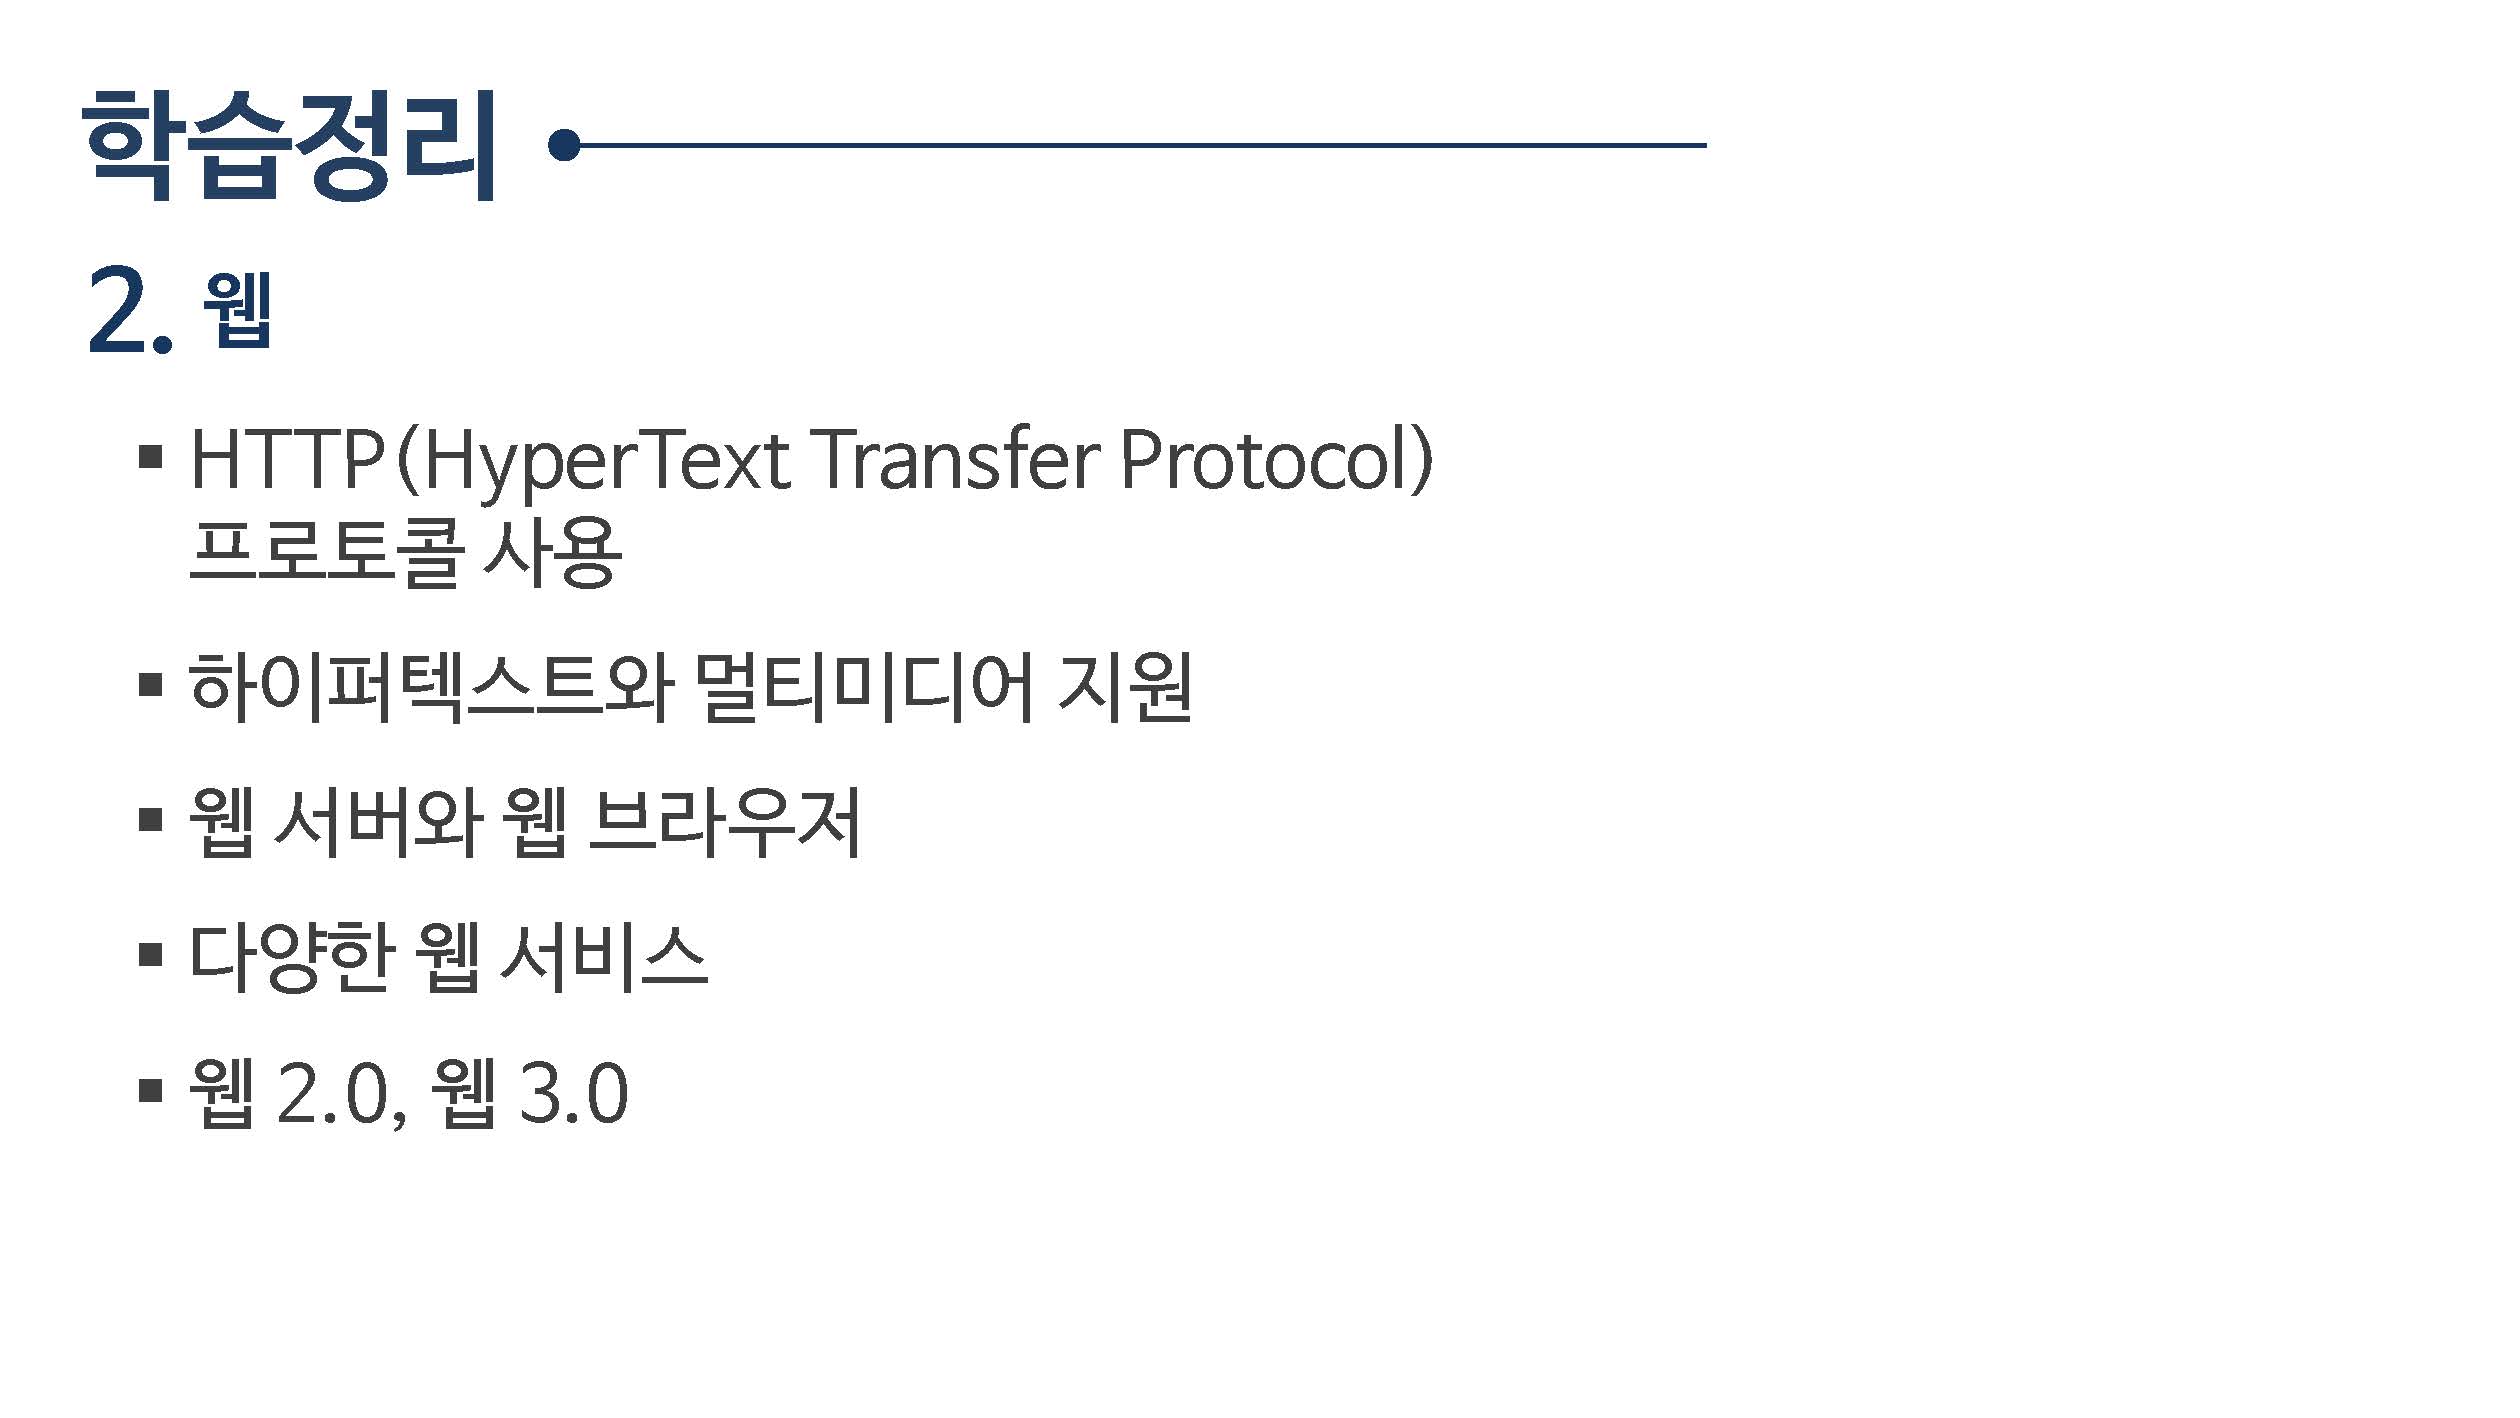 학습정리
2. 웹
▪ HTTP(HyperText Transfer Protocol)
프로토콜 사용
▪ 하이퍼텍스트와 멀티미디어 지원
▪ 웹 서버와 웹 브라우저
▪ 다양한 웹 서비스
▪ 웹 2.0, 웹 3.0